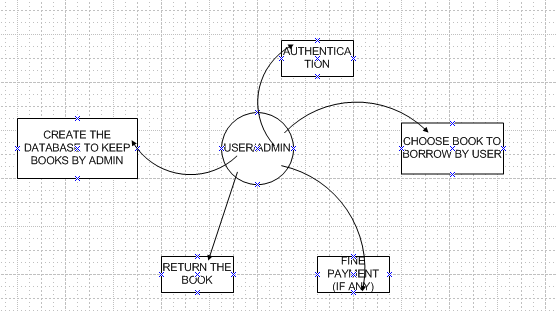 AUTHENTICA
TION
CREATE THE
DATABASE TO KEEP
BOOKS BY ADMIN
USER/ADMIN
CHOOSE BOOK TO
BORROW BY USER
RETURN THE
BOOK
FINE
PAYMENT
(IF ANY)